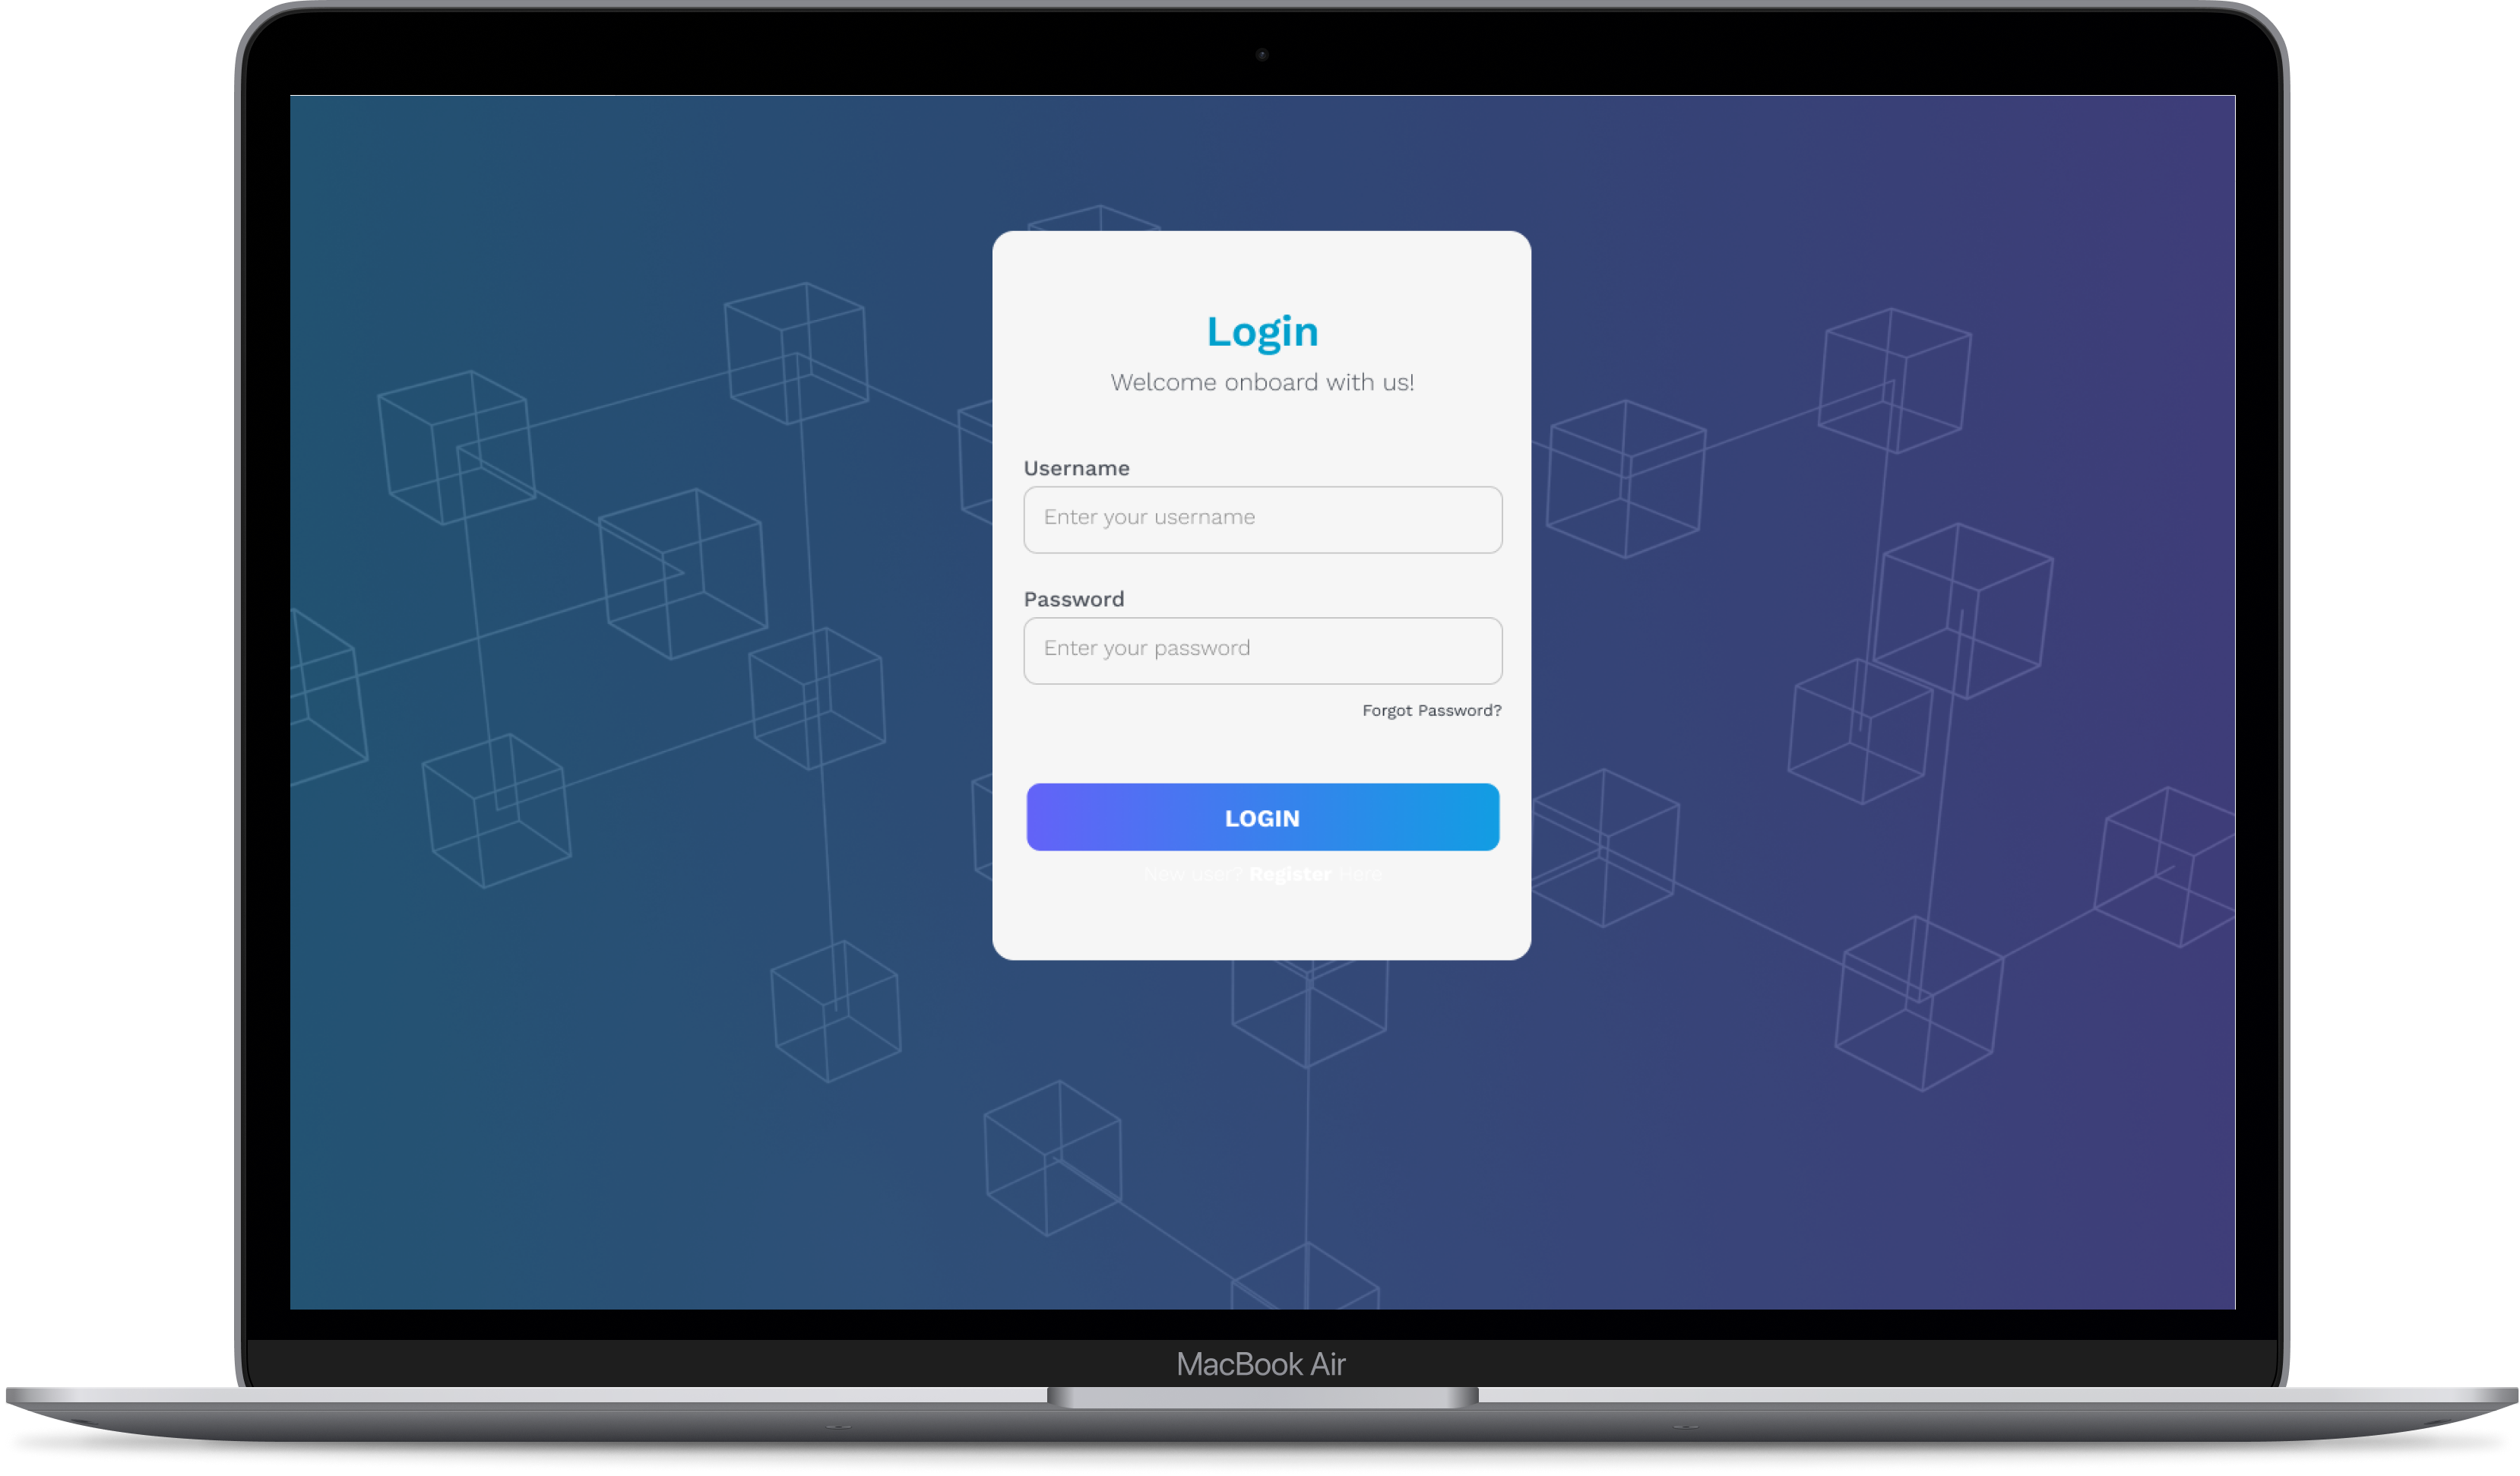 Login
Welcome onboard with us!
Username
Enter your username
Password
Enter your password
Forgot Password?
LOGIN
New user? Register Here
MacBook Air